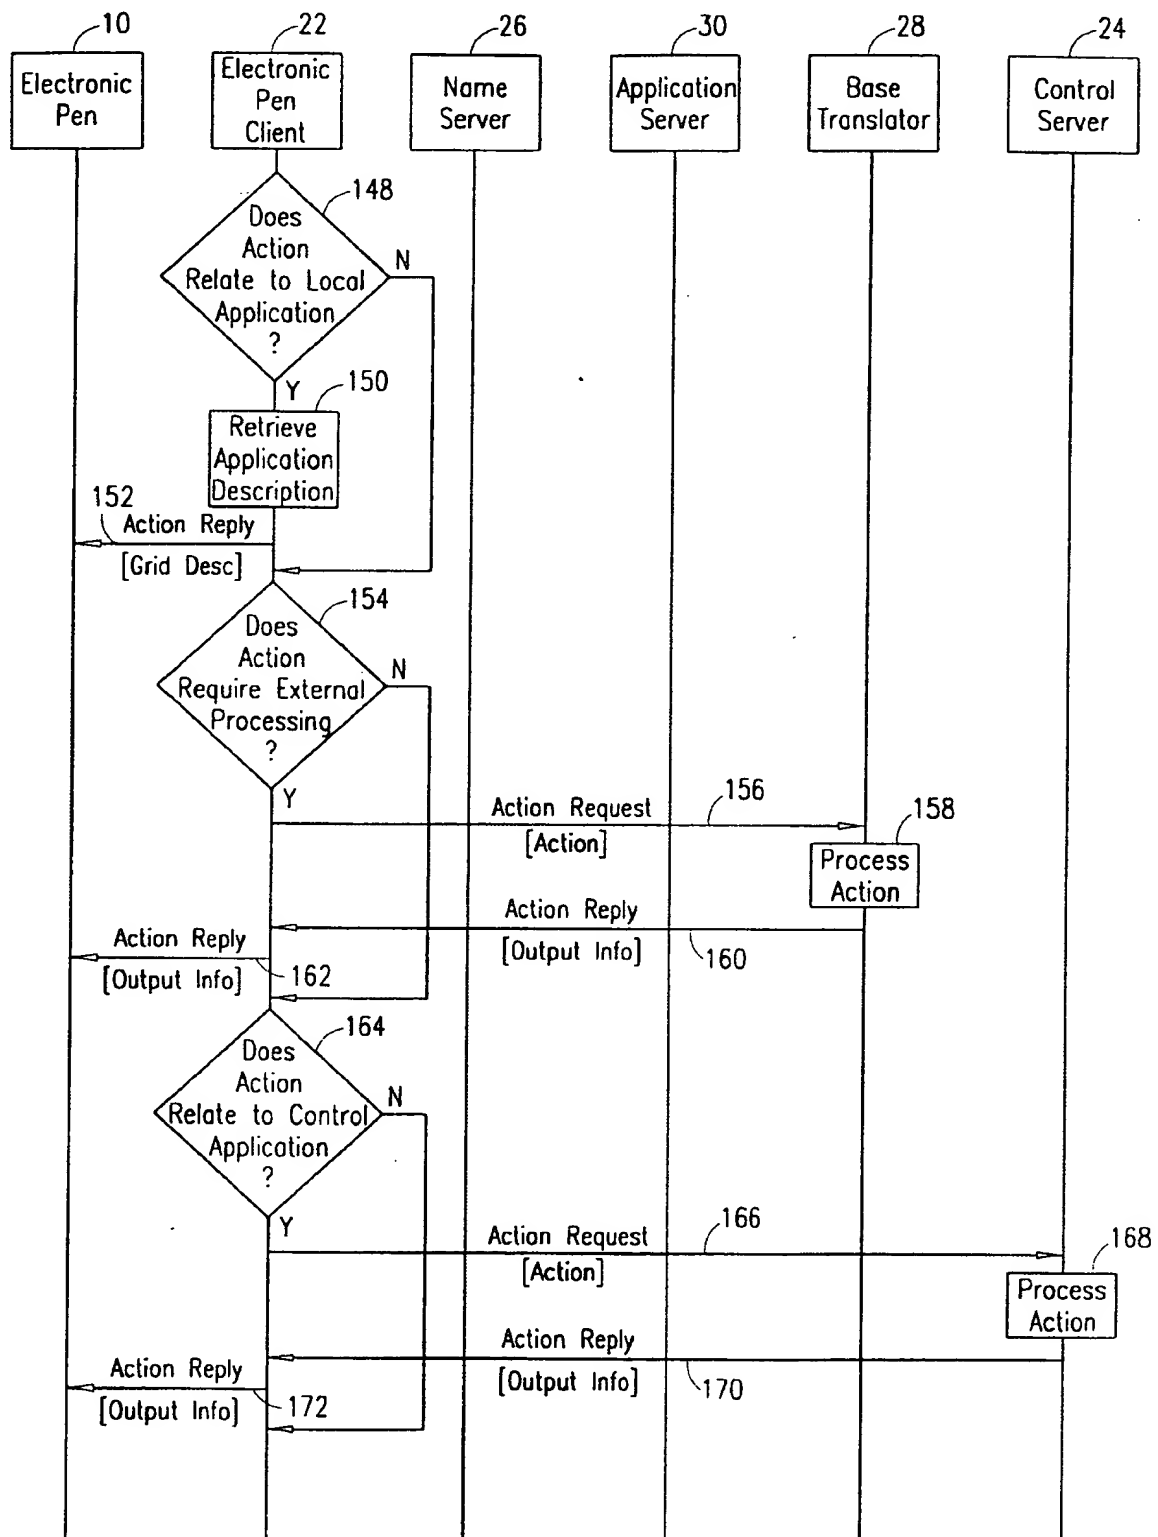 10
22
26
30
28
24
Electronic
Pen
Electronic
Pen
Client
Name
Server
Application
Server
Base
Translator
Control
Server
148
Does
Action
Relate to Local
Application
?
N
Y
150
Retrieve
Application
Description
152
Action Reply
[Grid Desc]
154
Does
Action
Require External
Processing
?
N
Y
Action Request
156
[Action]
158
Process
Action
Action Reply
[Output Info]
160
Action Reply
[Output Info]
162
164
Does
Action
Relate to Control
Application
?
N
Y
Action Request
166
[Action]
168
Process
Action
Action Reply
[Output Info]
170
Action Reply
[Output Info]
172